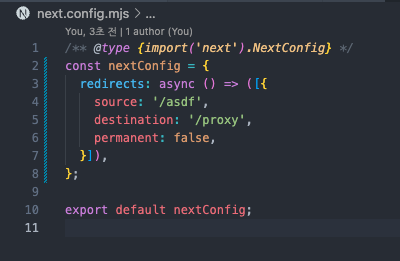 next.config.mjs > ...
You, 3초 전 | 1 author (You)
1 /** @type {import('next').NextConfig} */
2 const nextConfig = {
3 redirects: async () => ([{
4 source: '/asdf',
5 destination: '/proxy',
6 permanent: false,
7 }]),
8 };
9
10 export default nextConfig;
11